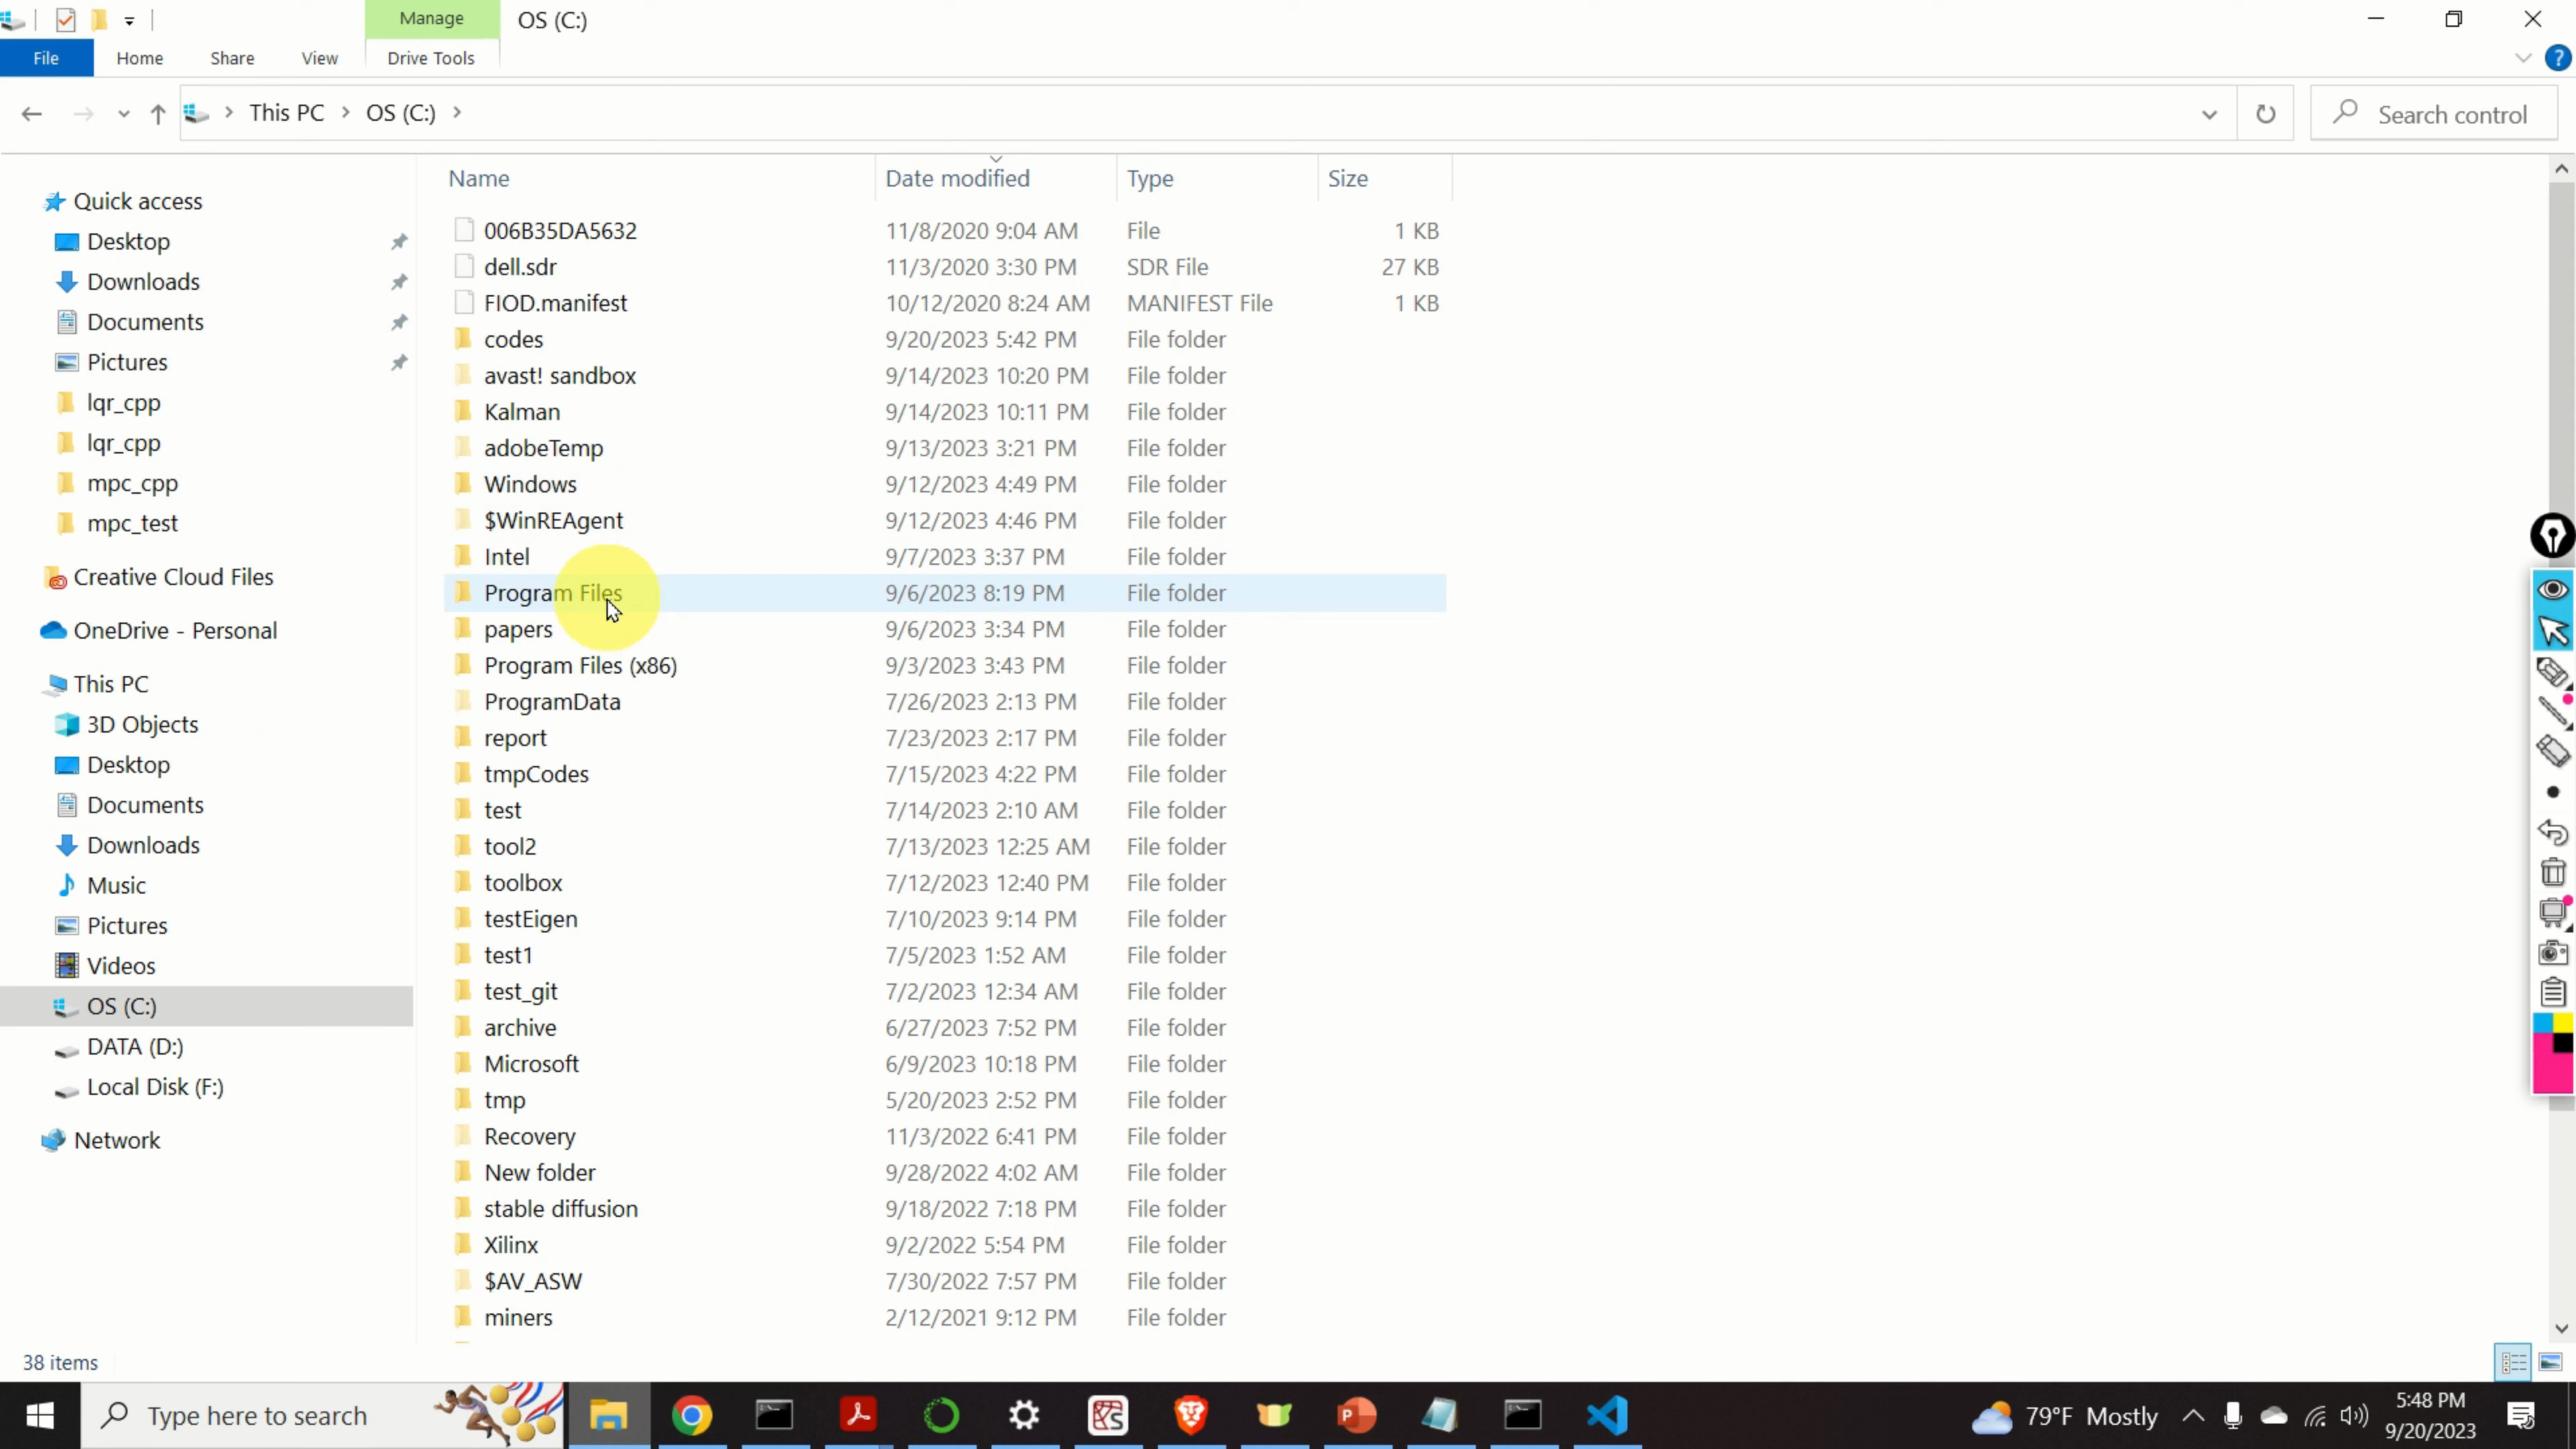 Manage
OS (C:)
File
Home
Share
View
Drive Tools
?
This PC
OS (C:)
Search control
Name
Date modified
Type
Size
Quick access
Desktop
Downloads
Documents
Pictures
lqr_cpp
lqr_cpp
mpc_cpp
mpc_test
Creative Cloud Files
OneDrive - Personal
This PC
3D Objects
Desktop
Documents
Downloads
Music
Pictures
Videos
OS (C:)
DATA (D:)
Local Disk (F:)
Network
006B35DA5632 11/8/2020 9:04 AM File 1 KB
dell.sdr 11/3/2020 3:30 PM SDR File 27 KB
FIOD.manifest 10/12/2020 8:24 AM MANIFEST File 1 KB
codes 9/20/2023 5:42 PM File folder
avast! sandbox 9/14/2023 10:20 PM File folder
Kalman 9/14/2023 10:11 PM File folder
adobeTemp 9/13/2023 3:21 PM File folder
Windows 9/12/2023 4:49 PM File folder
$WinREAgent 9/12/2023 4:46 PM File folder
Intel 9/7/2023 3:37 PM File folder
Program Files 9/6/2023 8:19 PM File folder
papers 9/6/2023 3:34 PM File folder
Program Files (x86) 9/3/2023 3:43 PM File folder
ProgramData 7/26/2023 2:13 PM File folder
report 7/23/2023 2:17 PM File folder
tmpCodes 7/15/2023 4:22 PM File folder
test 7/14/2023 2:10 AM File folder
tool2 7/13/2023 12:25 AM File folder
toolbox 7/12/2023 12:40 PM File folder
testEigen 7/10/2023 9:14 PM File folder
test1 7/5/2023 1:52 AM File folder
test_git 7/2/2023 12:34 AM File folder
archive 6/27/2023 7:52 PM File folder
Microsoft 6/9/2023 10:18 PM File folder
tmp 5/20/2023 2:52 PM File folder
Recovery 11/3/2022 6:41 PM File folder
New folder 9/28/2022 4:02 AM File folder
stable diffusion 9/18/2022 7:18 PM File folder
Xilinx 9/2/2022 5:54 PM File folder
$AV_ASW 7/30/2022 7:57 PM File folder
miners 2/12/2021 9:12 PM File folder
38 items
Type here to search
79°F Mostly
5:48 PM
9/20/2023